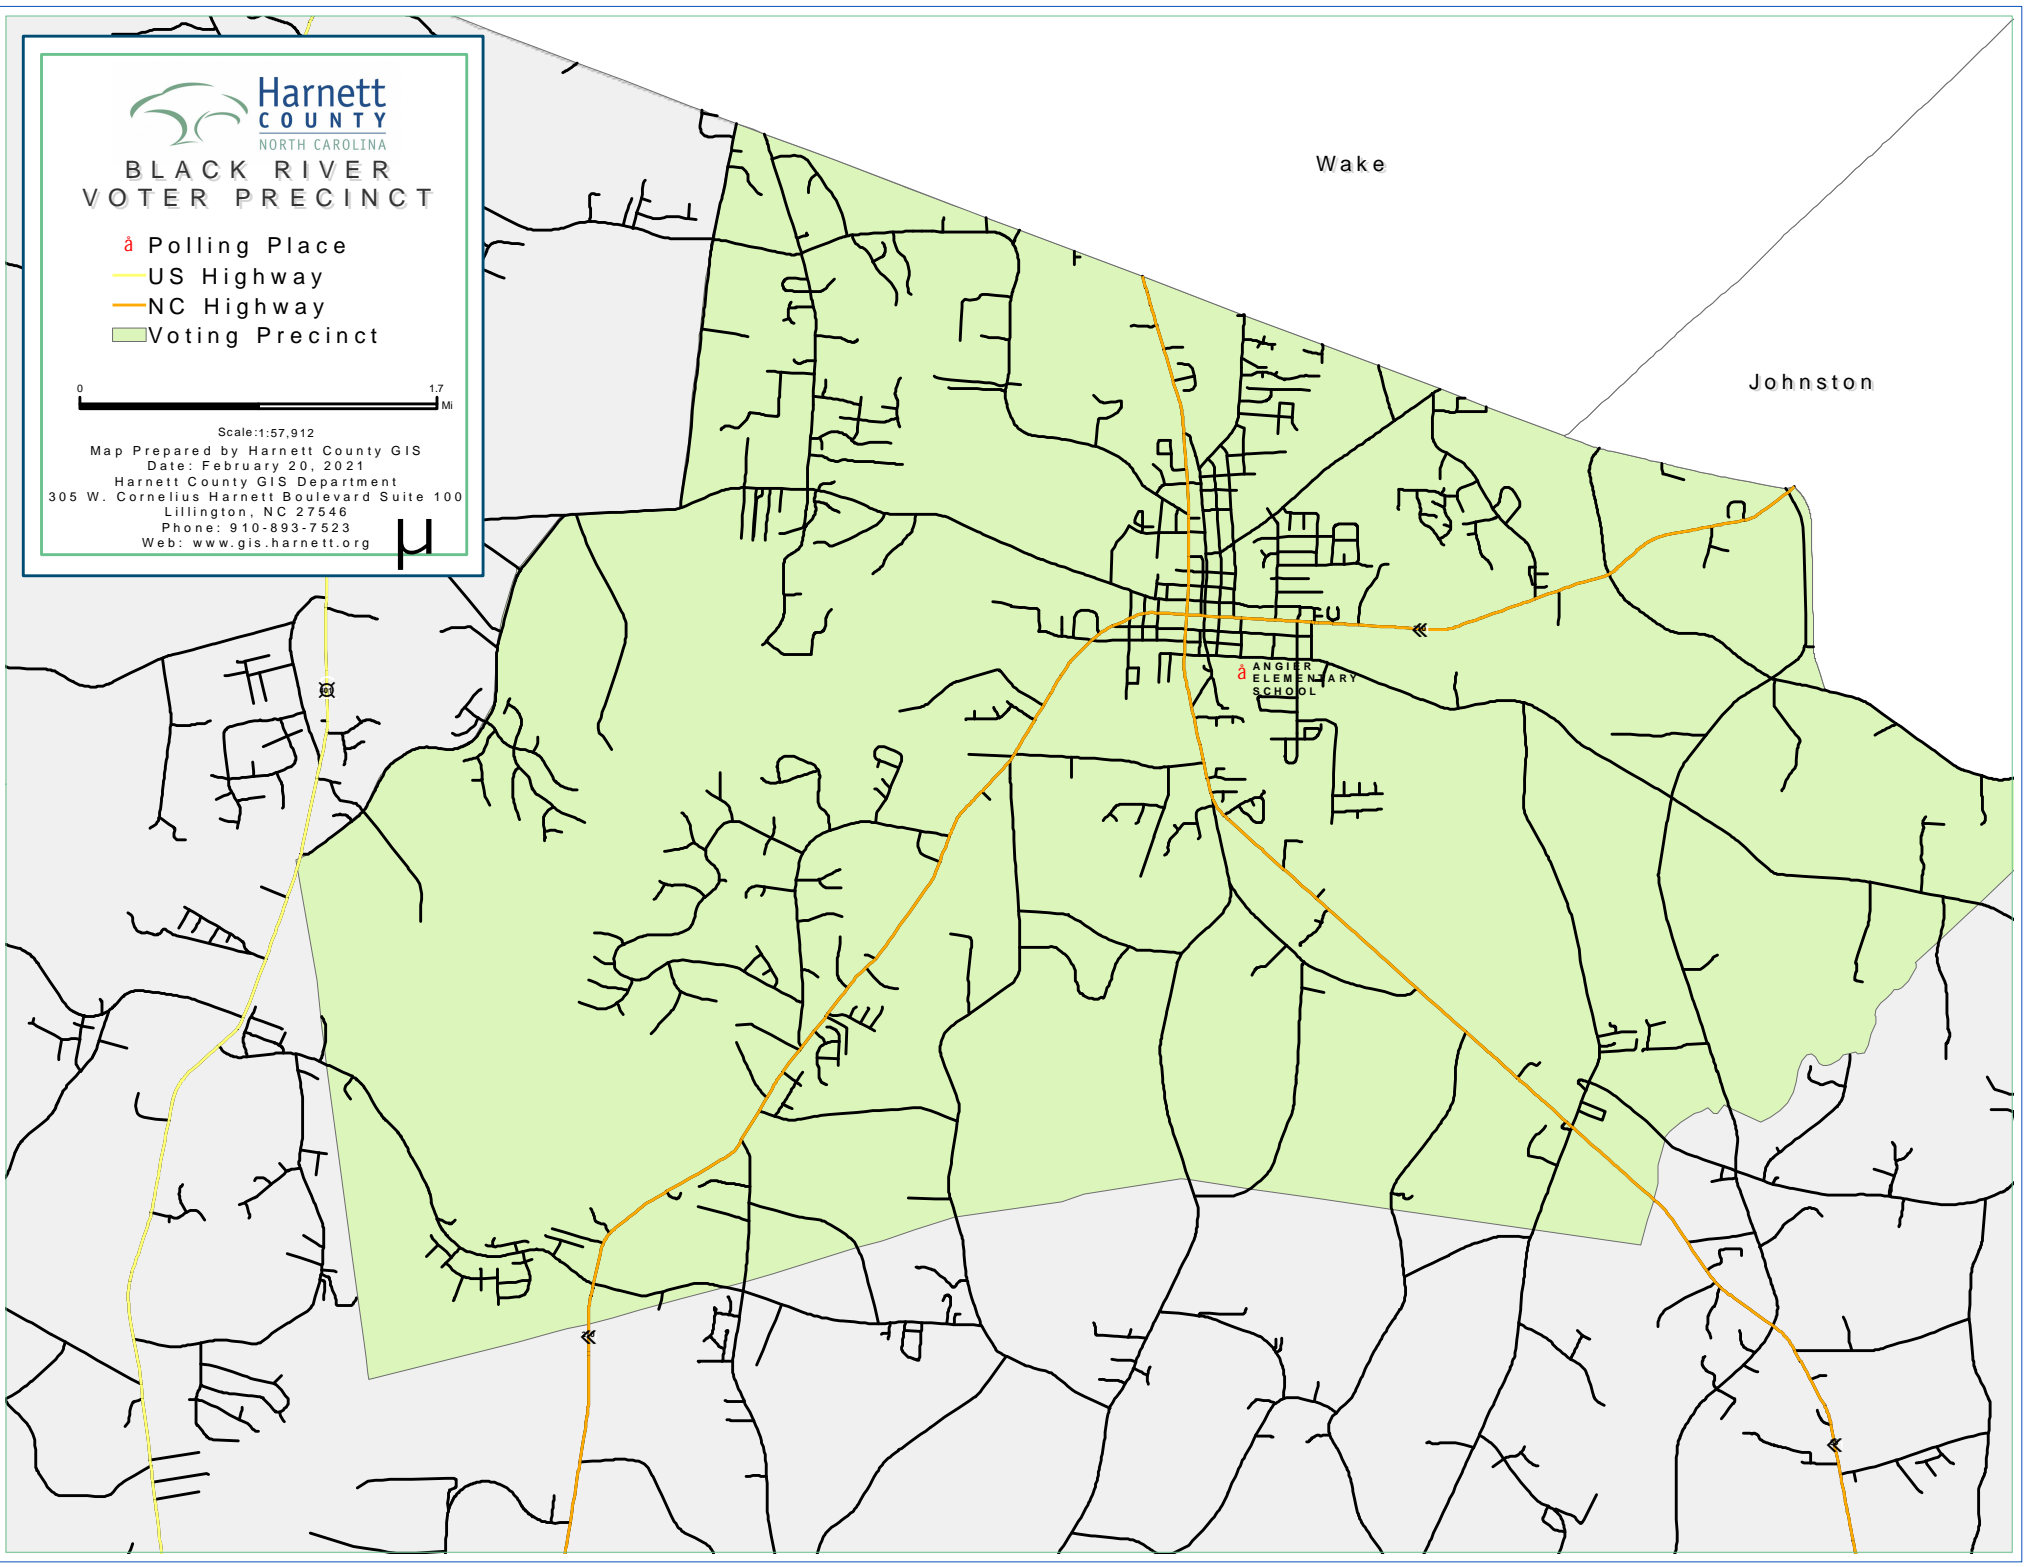 Harnett
COUNTY
NORTH CAROLINA
BLACK RIVER
VOTER PRECINCT
å Polling Place
US Highway
NC Highway
Voting Precinct
0 1.7
Mi
Scale:1:57,912
Map Prepared by Harnett County GIS
Date: February 20, 2021
Harnett County GIS Department
305 W. Cornelius Harnett Boulevard Suite 100
Lillington, NC 27546
Phone: 910-893-7523
Web: www.gis.harnett.org
µ
Wake
Johnston
å ANGIER
ELEMENTARY
SCHOOL
401